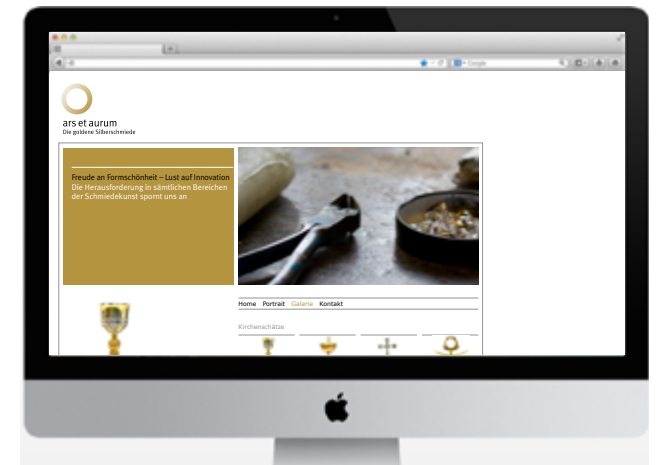 Google
ars et aurum
Die goldene Silberschmiede
Freude an Formschönheit – Lust auf Innovation
Die Herausforderung in sämtlichen Bereichen
der Schmiedekunst spornt uns an
Home Portrait Galerie Kontakt
Kirchenschätze